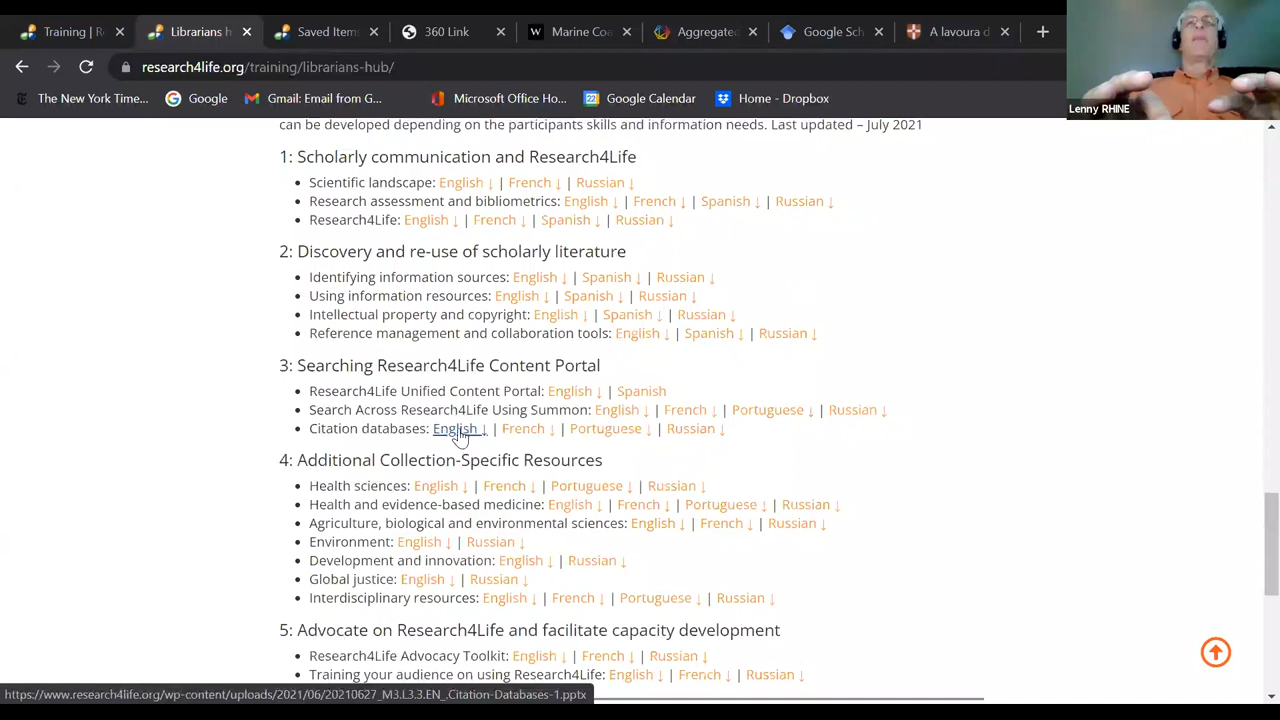 Training | R
Librarians h
Saved Item
360 Link
Marine Coa
Aggregated
Google Sch
A lavoura d
research4life.org/training/librarians-hub/
The New York Time...
Google
Gmail: Email from G...
Microsoft Office Ho...
Google Calendar
Home - Dropbox
Lenny RHINE
can be developed depending on the participants skills and information needs. Last updated – July 2021
1: Scholarly communication and Research4Life
• Scientific landscape: English ↓ | French ↓ | Russian ↓
• Research assessment and bibliometrics: English ↓ | French ↓ | Spanish ↓ | Russian ↓
• Research4Life: English ↓ | French ↓ | Spanish ↓ | Russian ↓
2: Discovery and re-use of scholarly literature
• Identifying information sources: English ↓ | Spanish ↓ | Russian ↓
• Using information resources: English ↓ | Spanish ↓ | Russian ↓
• Intellectual property and copyright: English ↓ | Spanish ↓ | Russian ↓
• Reference management and collaboration tools: English ↓ | Spanish ↓ | Russian ↓
3: Searching Research4Life Content Portal
• Research4Life Unified Content Portal: English ↓ | Spanish
• Search Across Research4Life Using Summon: English ↓ | French ↓ | Portuguese ↓ | Russian ↓
• Citation databases: English ↓ | French ↓ | Portuguese ↓ | Russian ↓
4: Additional Collection-Specific Resources
• Health sciences: English ↓ | French ↓ | Portuguese ↓ | Russian ↓
• Health and evidence-based medicine: English ↓ | French ↓ | Portuguese ↓ | Russian ↓
• Agriculture, biological and environmental sciences: English ↓ | French ↓ | Russian ↓
• Environment: English ↓ | Russian ↓
• Development and innovation: English ↓ | Russian ↓
• Global justice: English ↓ | Russian ↓
• Interdisciplinary resources: English ↓ | French ↓ | Portuguese ↓ | Russian ↓
5: Advocate on Research4Life and facilitate capacity development
• Research4Life Advocacy Toolkit: English ↓ | French ↓ | Russian ↓
• Training your audience on using Research4Life: English ↓ | French ↓ | Russian ↓
https://www.research4life.org/wp-content/uploads/2021/06/20210627_M3.L3.3.EN_.Citation-Databases-1.pptx